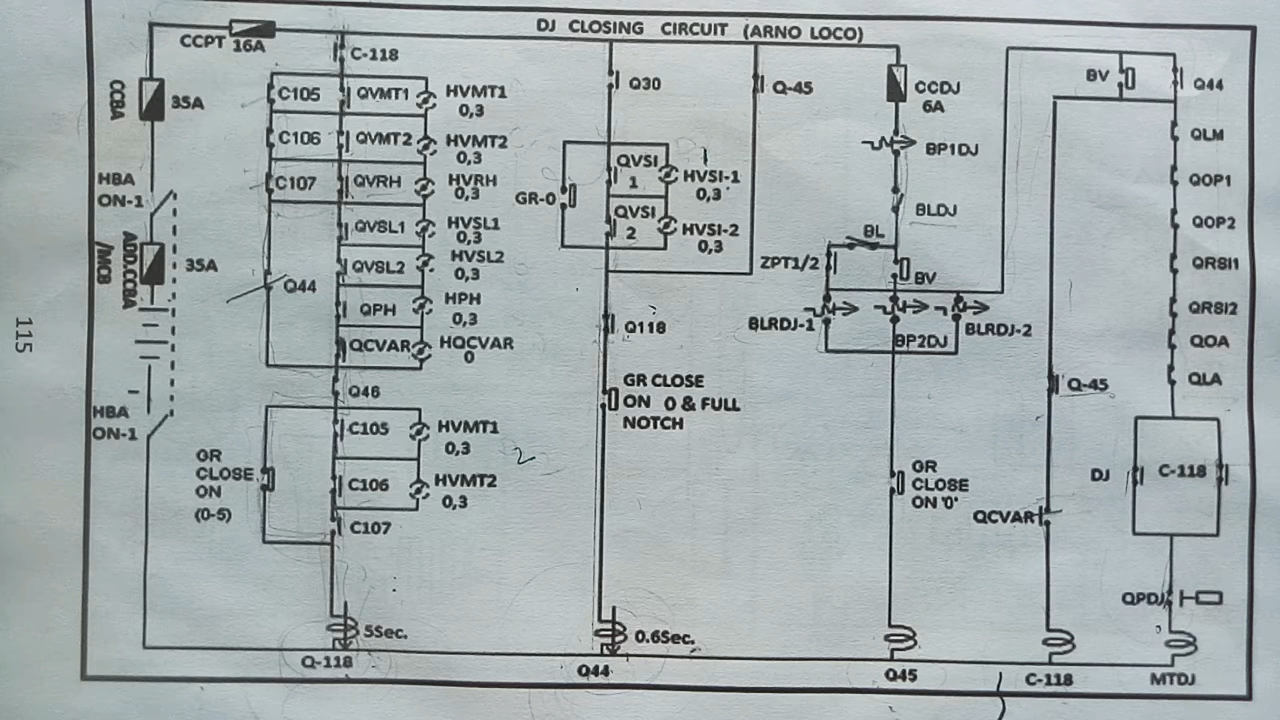 DJ CLOSING CIRCUIT (ARNO LOCO)
CCPT 16A
CCBA
35A
HBA
ON-1
ADD.CCBA
/MCB
35A
HBA
ON-1
115
C-118
C105
QVMT1
HVMT1
0,3
C106
QVMT2
HVMT2
0,3
C107
QVRH
HVRH
0,3
QVSL1
HVSL1
0,3
QVSL2
HVSL2
0,3
Q44
QPH
HPH
0,3
QCVAR
HQCVAR
0
Q46
GR
CLOSE
ON
(0-5)
C105
HVMT1
0,3
2
C106
HVMT2
0,3
C107
5Sec.
Q-118
Q30
GR-0
QVSI
1
HVSI-1
0,3
QVSI
2
HVSI-2
0,3
Q118
GR CLOSE
ON 0 & FULL
NOTCH
0.6Sec.
Q44
Q-45
CCDJ
6A
BP1DJ
BLDJ
BL
ZPT1/2
BV
BLRDJ-1
BP2DJ
BLRDJ-2
GR
CLOSE
ON '0'
Q45
BV
Q44
QLM
QOP1
QOP2
QRSI1
QRSI2
QOA
QLA
Q-45
QCVAR
DJ
C-118
QPDJ
C-118
MTDJ